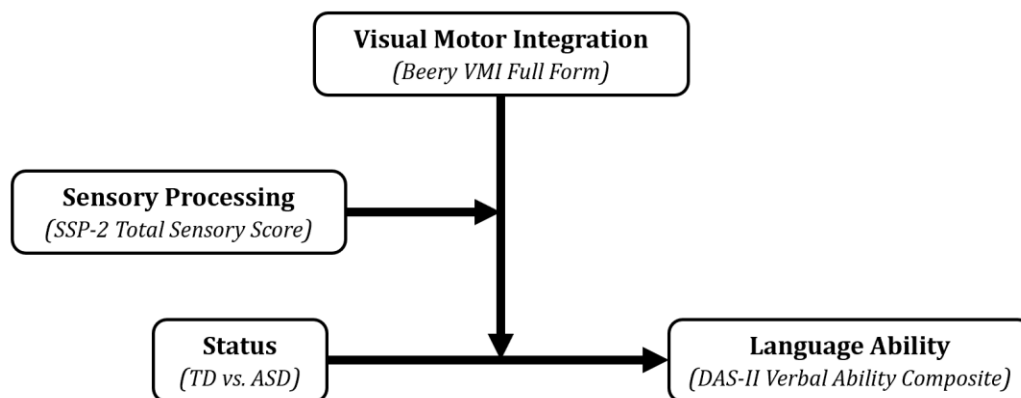 Visual Motor Integration
(Beery VMI Full Form)
Sensory Processing
(SSP-2 Total Sensory Score)
Status
(TD vs. ASD)
Language Ability
(DAS-II Verbal Ability Composite)